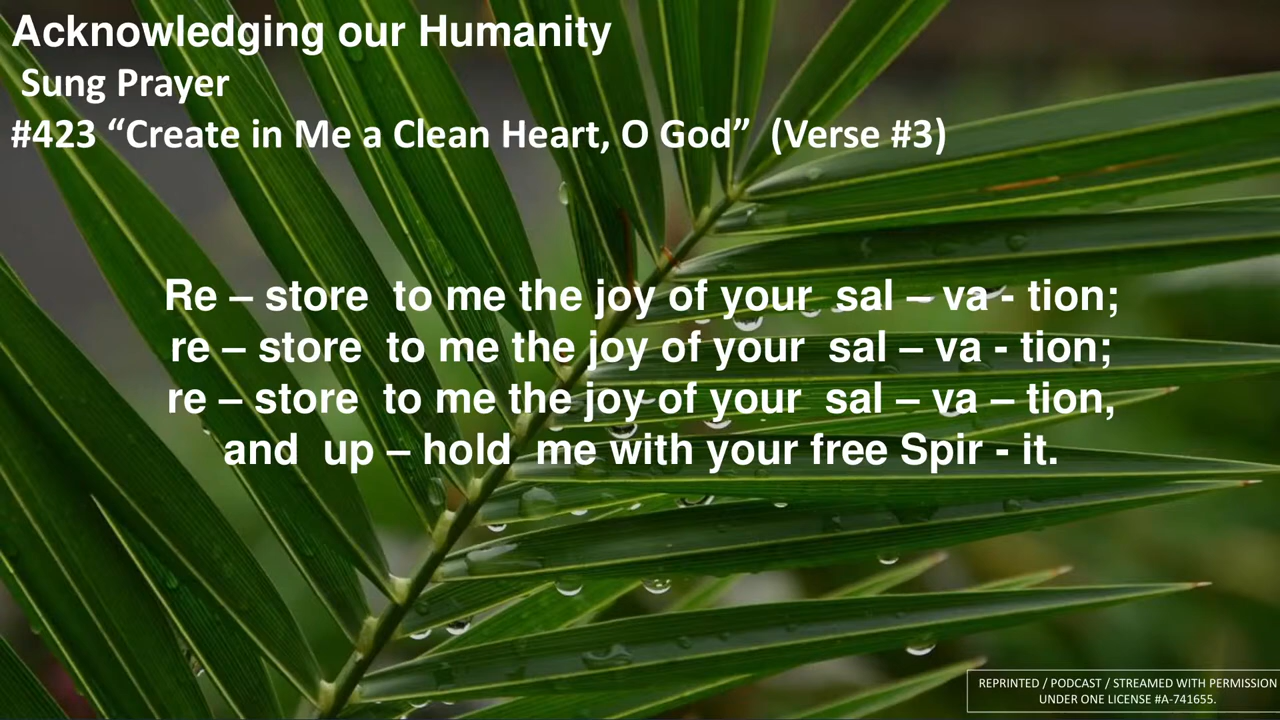 Acknowledging our Humanity
Sung Prayer
#423 “Create in Me a Clean Heart, O God” (Verse #3)
Re – store to me the joy of your sal – va - tion;
re – store to me the joy of your sal – va - tion;
re – store to me the joy of your sal – va – tion,
and up – hold me with your free Spir - it.
REPRINTED / PODCAST / STREAMED WITH PERMISSION
UNDER ONE LICENSE #A-741655.